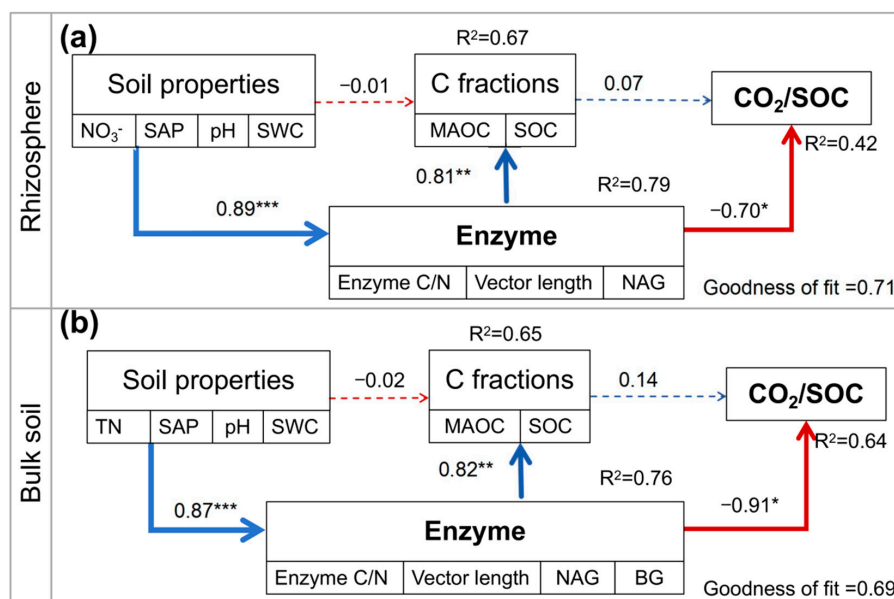 Rhizosphere
(a)
R²=0.67
Soil properties
−0.01
C fractions
0.07
CO₂/SOC
NO₃⁻ SAP pH SWC
MAOC SOC
R²=0.42
0.81**
R²=0.79
0.89***
−0.70*
Enzyme
Enzyme C/N Vector length NAG
Goodness of fit =0.71
Bulk soil
(b)
R²=0.65
Soil properties
−0.02
C fractions
0.14
CO₂/SOC
TN SAP pH SWC
MAOC SOC
R²=0.64
0.82**
R²=0.76
0.87***
−0.91*
Enzyme
Enzyme C/N Vector length NAG BG
Goodness of fit =0.69